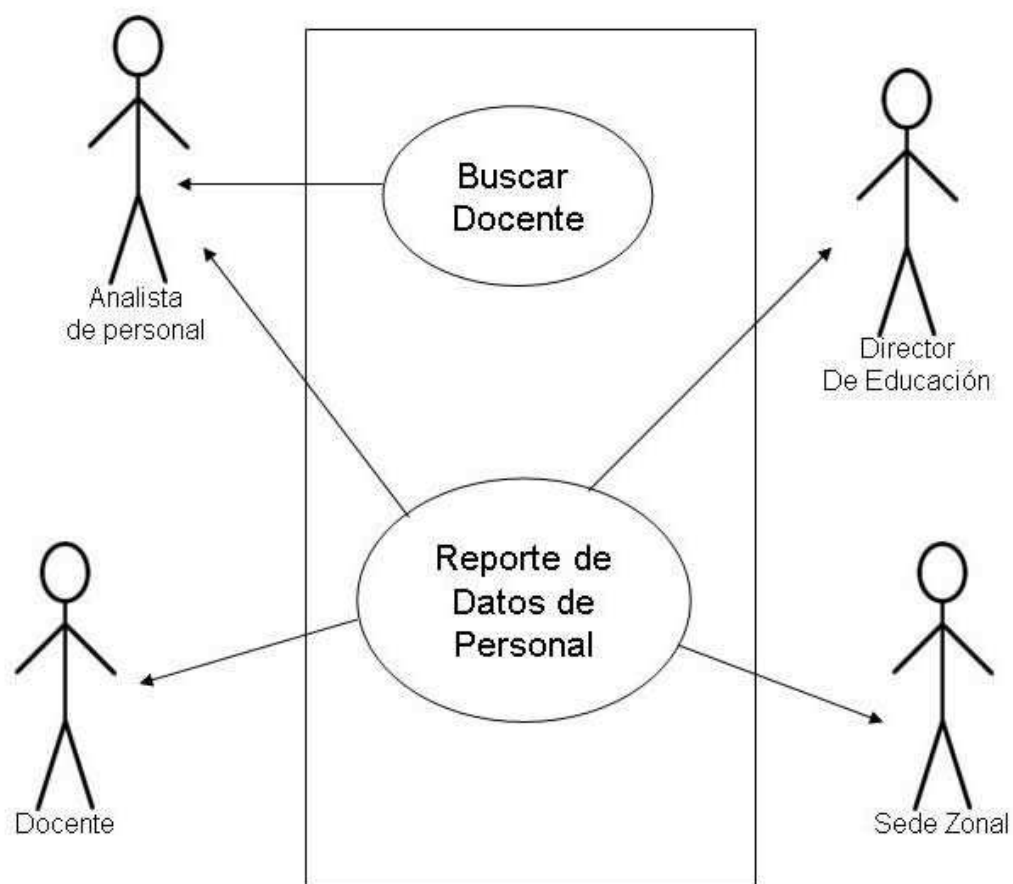 Buscar
Docente
Analista
de personal
Director
De Educación
Reporte de
Datos de
Personal
Docente
Sede Zonal